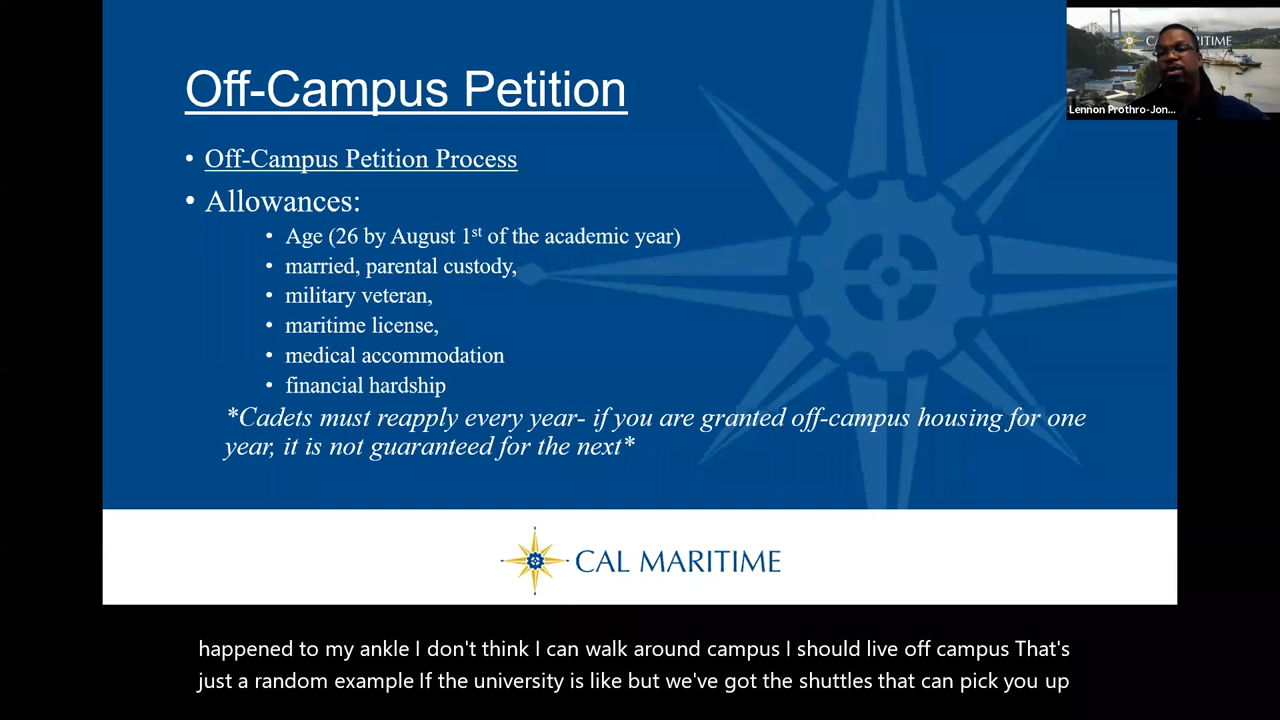 Off-Campus Petition
• Off-Campus Petition Process
• Allowances:
• Age (26 by August 1st of the academic year)
• married, parental custody,
• military veteran,
• maritime license,
• medical accommodation
• financial hardship
*Cadets must reapply every year- if you are granted off-campus housing for one
year, it is not guaranteed for the next*
CAL MARITIME
Lennon Prothro-Jon...
CAL MARITIME
happened to my ankle I don't think I can walk around campus I should live off campus That's
just a random example If the university is like but we've got the shuttles that can pick you up